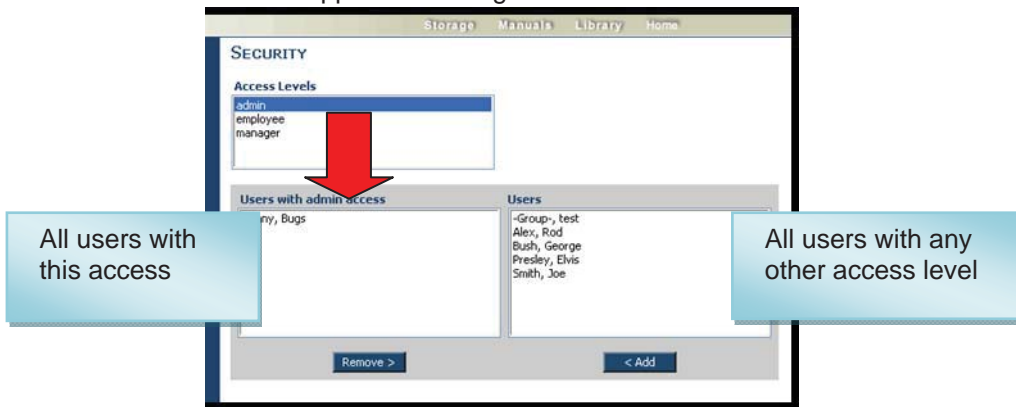 Storage Manuals Library Home
SECURITY
Access Levels
admin
employee
manager
Users with admin access
ny, Bugs
Users
-Group-, test
Alex, Rod
Bush, George
Presley, Elvis
Smith, Joe
All users with
this access
All users with any
other access level
Remove >
< Add